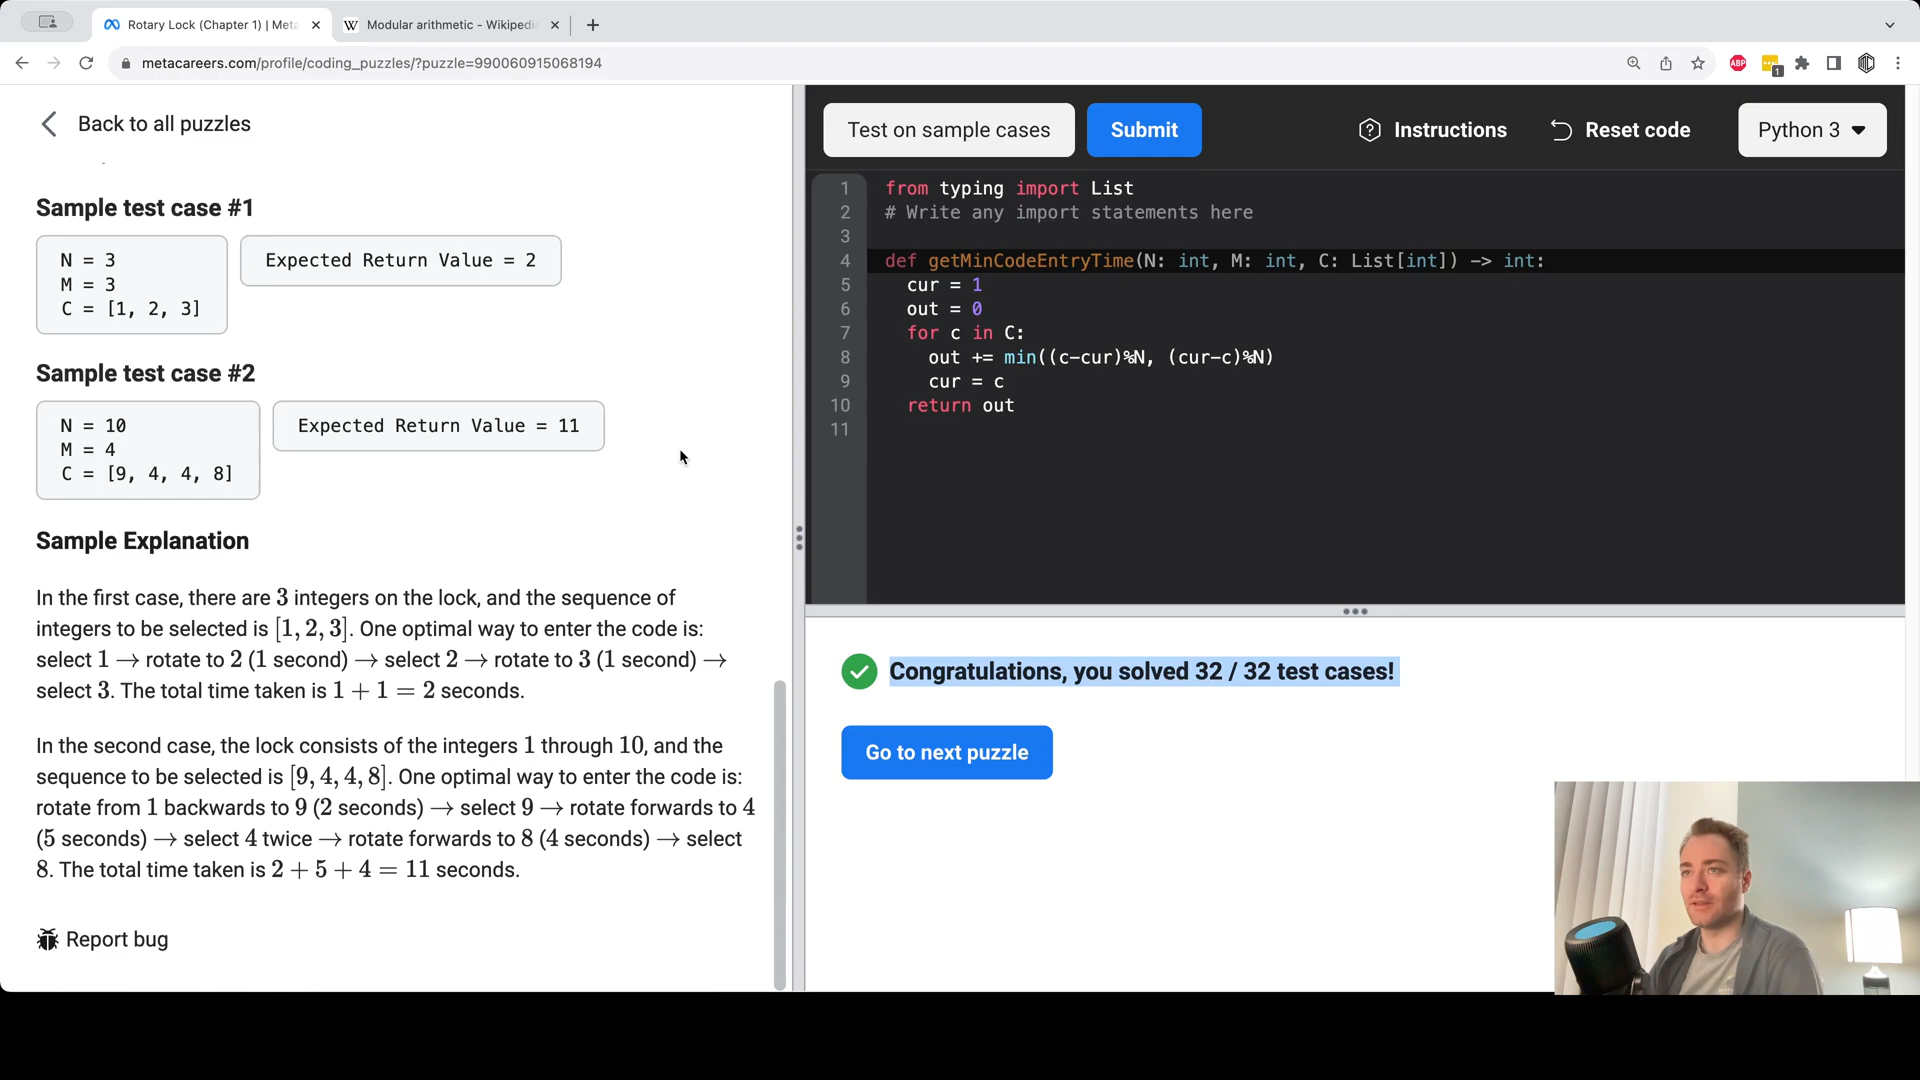 Rotary Lock (Chapter 1) | Meta
Modular arithmetic - Wikipedi
metacareers.com/profile/coding_puzzles/?puzzle=990060915068194
ABP
1
Back to all puzzles
Sample test case #1
N = 3
M = 3
C = [1, 2, 3]
Expected Return Value = 2
Sample test case #2
N = 10
M = 4
C = [9, 4, 4, 8]
Expected Return Value = 11
Sample Explanation
In the first case, there are 3 integers on the lock, and the sequence of
integers to be selected is [1, 2, 3]. One optimal way to enter the code is:
select 1 → rotate to 2 (1 second) → select 2 → rotate to 3 (1 second) →
select 3. The total time taken is 1 + 1 = 2 seconds.
In the second case, the lock consists of the integers 1 through 10, and the
sequence to be selected is [9, 4, 4, 8]. One optimal way to enter the code is:
rotate from 1 backwards to 9 (2 seconds) → select 9 → rotate forwards to 4
(5 seconds) → select 4 twice → rotate forwards to 8 (4 seconds) → select
8. The total time taken is 2 + 5 + 4 = 11 seconds.
Report bug
Test on sample cases
Submit
Instructions
Reset code
Python 3
1 from typing import List
2 # Write any import statements here
3
4 def getMinCodeEntryTime(N: int, M: int, C: List[int]) -> int:
5 cur = 1
6 out = 0
7 for c in C:
8 out += min((c-cur)%N, (cur-c)%N)
9 cur = c
10 return out
11
Congratulations, you solved 32 / 32 test cases!
Go to next puzzle